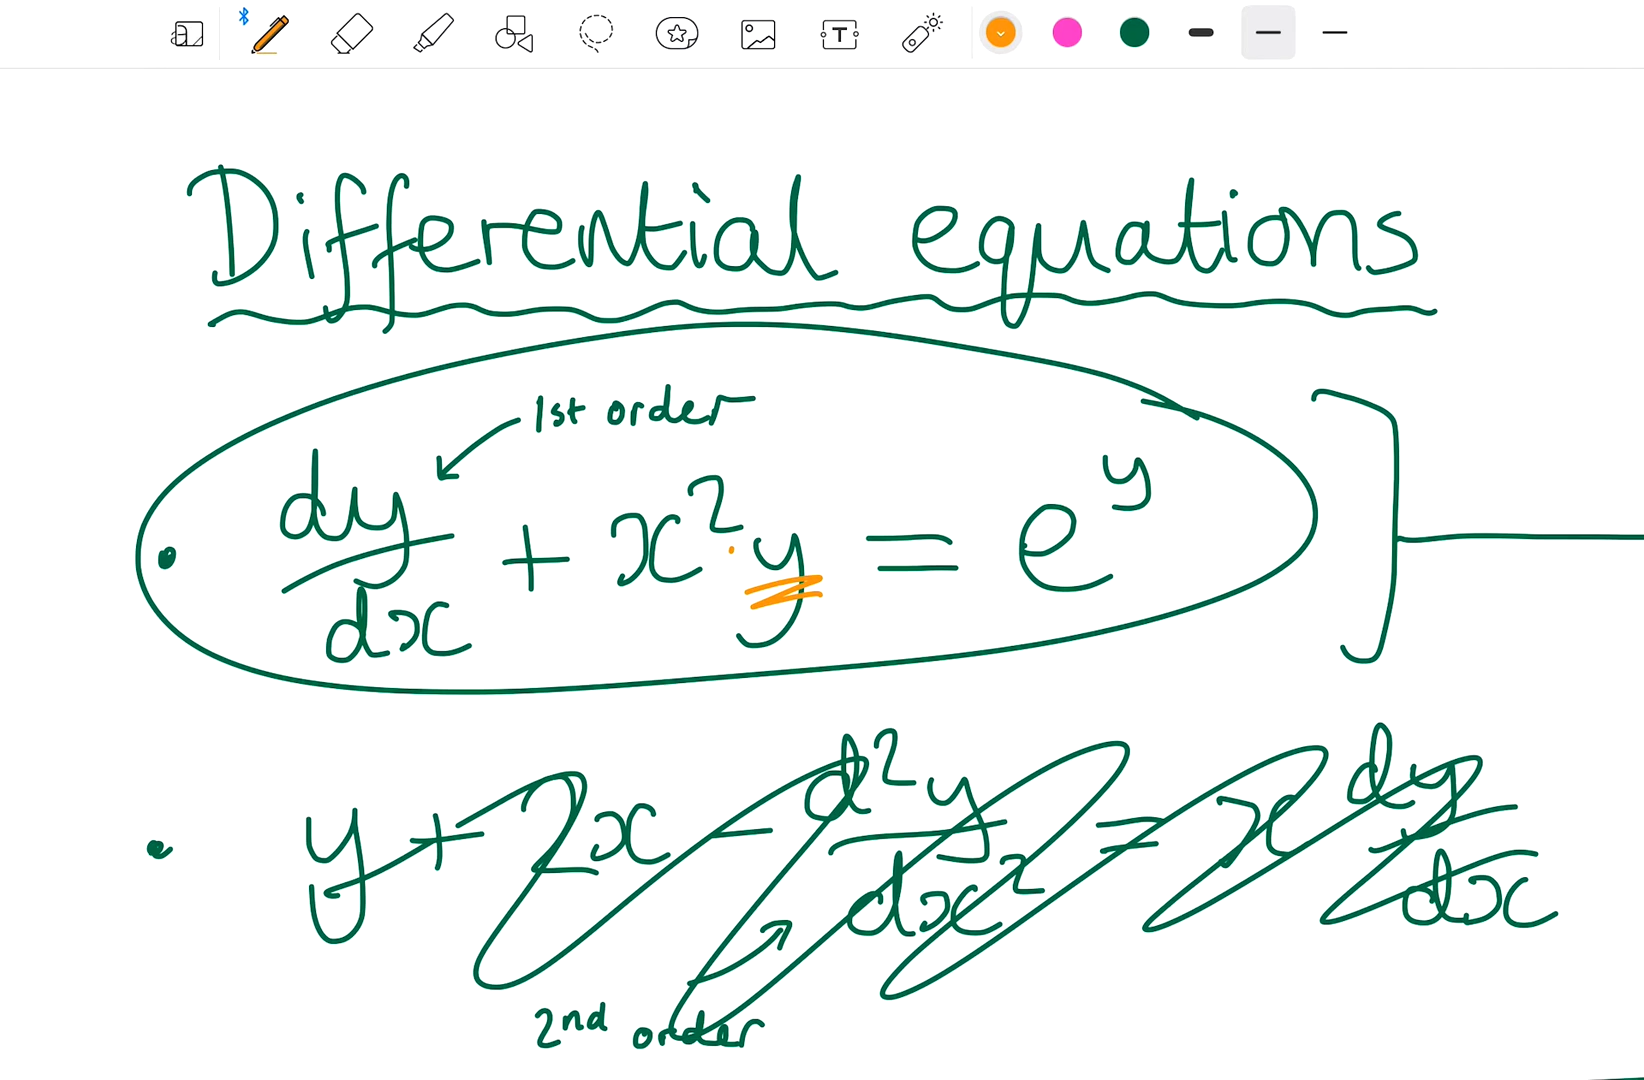 Differential equations
1st order
• dy/dx + x²y = e^y
• y + 2x - d²y/dx² = x dy/dx
2nd order